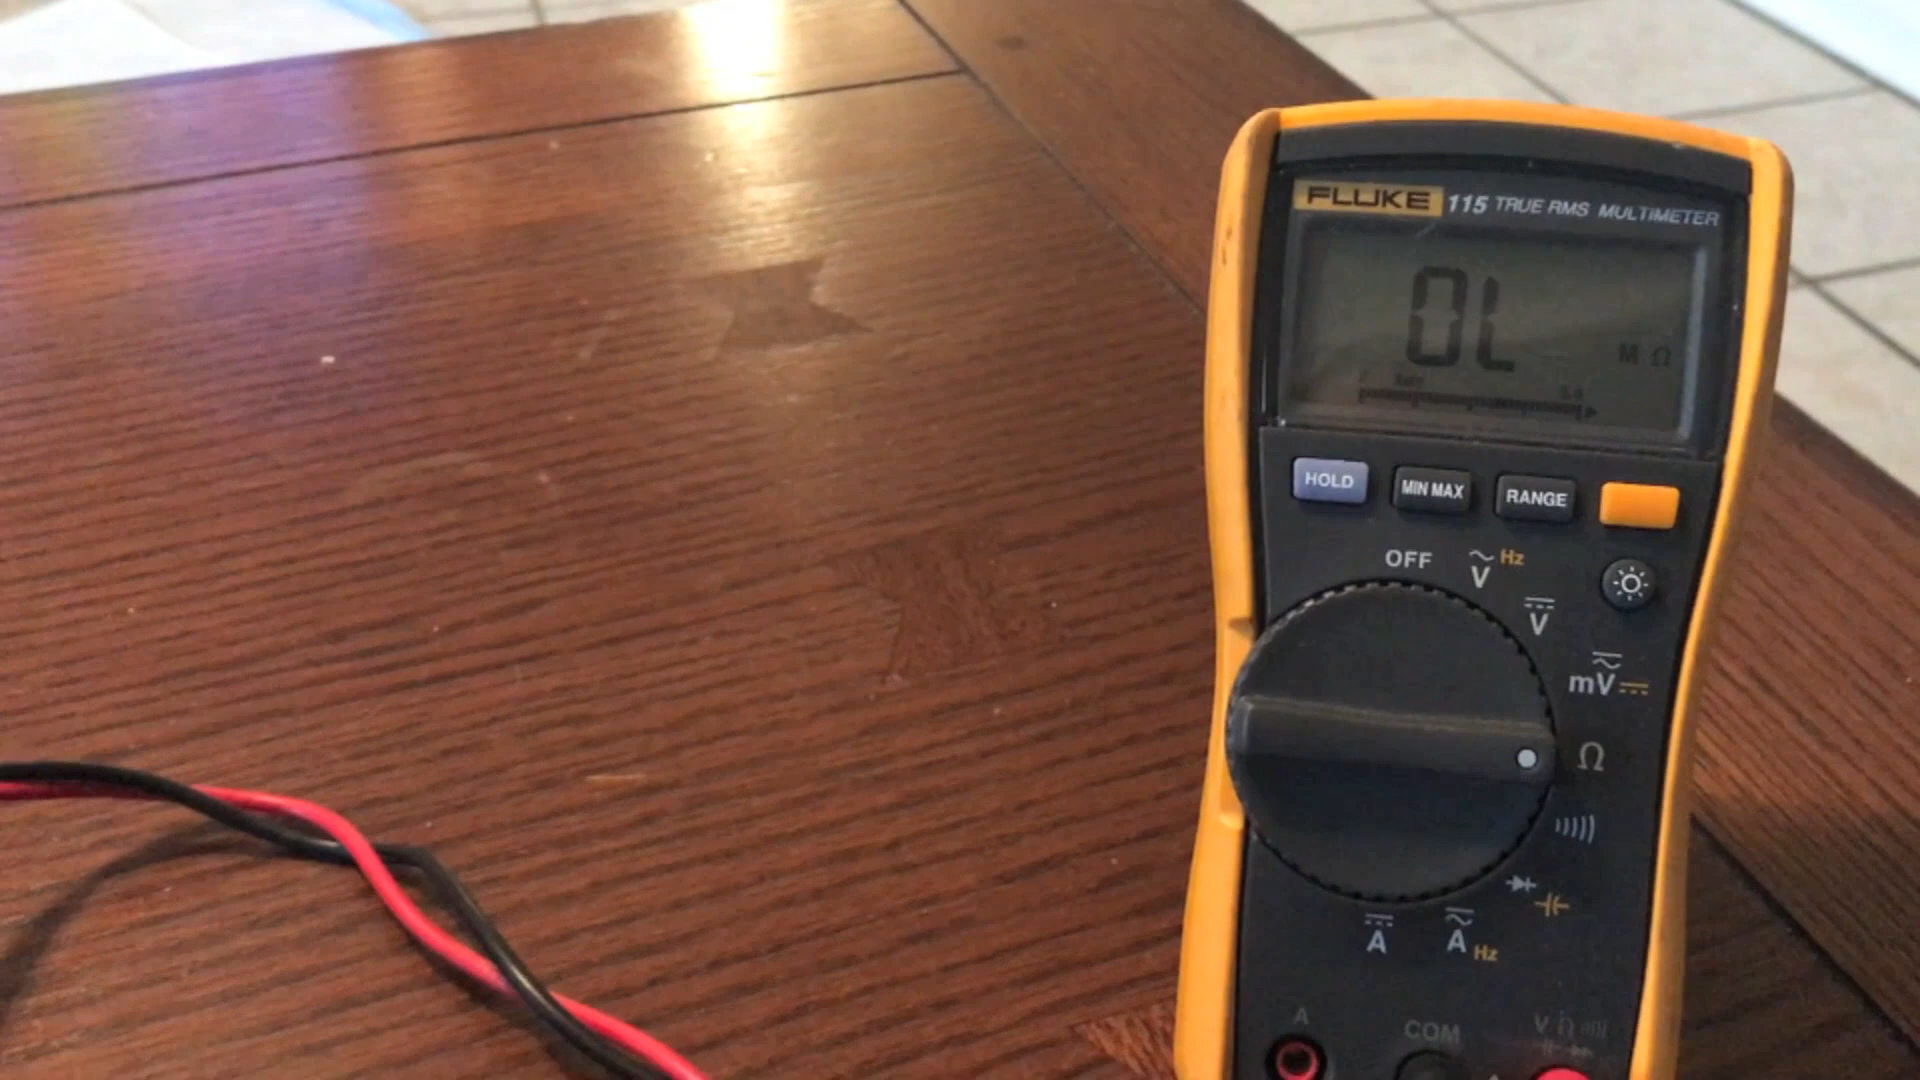 FLUKE 115 TRUE RMS MULTIMETER
OL
M Ω
HOLD MIN MAX RANGE
OFF V Hz
V
mV
Ω
A A Hz
A COM V Ω